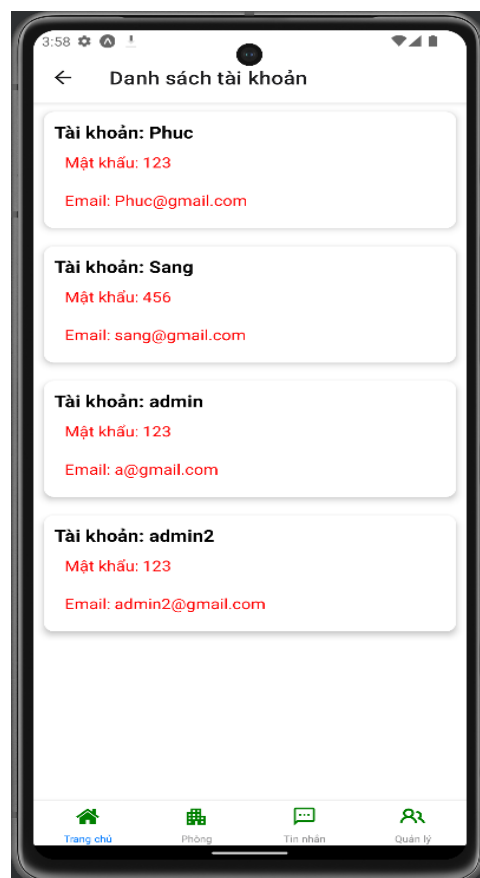 3:58
Danh sách tài khoản
Tài khoản: Phuc
Mật khẩu: 123
Email: Phuc@gmail.com
Tài khoản: Sang
Mật khẩu: 456
Email: sang@gmail.com
Tài khoản: admin
Mật khẩu: 123
Email: a@gmail.com
Tài khoản: admin2
Mật khẩu: 123
Email: admin2@gmail.com
Trang chủ Phòng Tin nhắn Quản lý